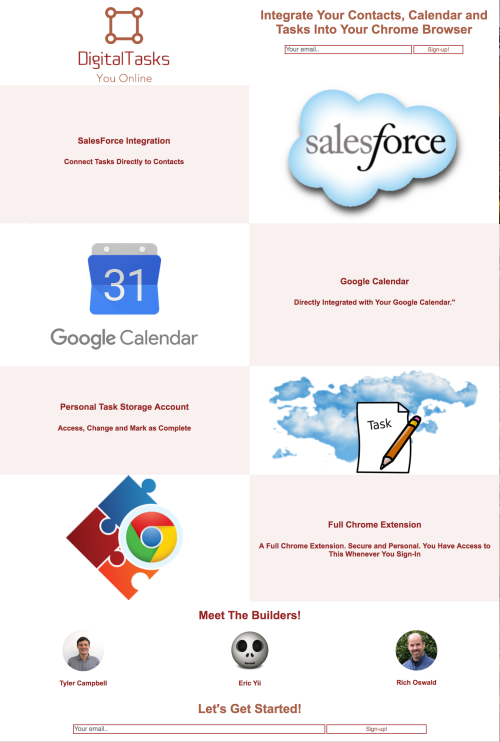 DigitalTasks
You Online
Integrate Your Contacts, Calendar and
Tasks Into Your Chrome Browser
Your email..
Sign-up!
SalesForce Integration
Connect Tasks Directly to Contacts
salesforce
31
Google Calendar
Google Calendar
Directly Integrated with Your Google Calendar."
Personal Task Storage Account
Access, Change and Mark as Complete
Task
Full Chrome Extension
A Full Chrome Extension. Secure and Personal. You Have Access to
This Whenever You Sign-In
Meet The Builders!
Tyler Campbell
Eric Yii
Rich Oswald
Let's Get Started!
Your email..
Sign-up!